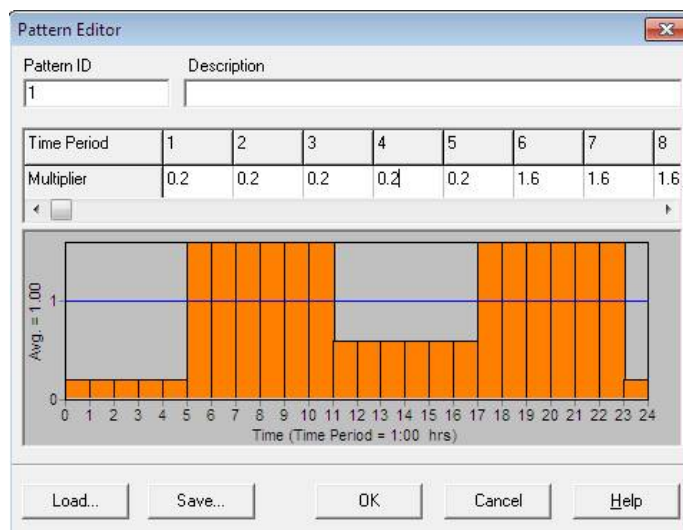 Pattern Editor
Pattern ID Description
1
Time Period 1 2 3 4 5 6 7 8
Multiplier 0.2 0.2 0.2 0.2 0.2 1.6 1.6 1.6
Avg. = 1.00
1
0
0 1 2 3 4 5 6 7 8 9 10 11 12 13 14 15 16 17 18 19 20 21 22 23 24
Time (Time Period = 1:00 hrs)
Load... Save... OK Cancel Help